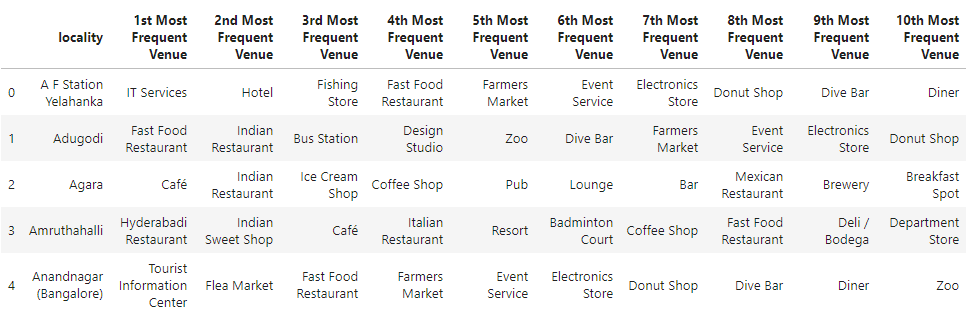 locality 1st Most Frequent Venue 2nd Most Frequent Venue 3rd Most Frequent Venue 4th Most Frequent Venue 5th Most Frequent Venue 6th Most Frequent Venue 7th Most Frequent Venue 8th Most Frequent Venue 9th Most Frequent Venue 10th Most Frequent Venue
0 A F Station Yelahanka IT Services Hotel Fishing Store Fast Food Restaurant Farmers Market Event Service Electronics Store Donut Shop Dive Bar Diner
1 Adugodi Fast Food Restaurant Indian Restaurant Bus Station Design Studio Zoo Dive Bar Farmers Market Event Service Electronics Store Donut Shop
2 Agara Café Indian Restaurant Ice Cream Shop Coffee Shop Pub Lounge Bar Mexican Restaurant Brewery Breakfast Spot
3 Amruthahalli Hyderabadi Restaurant Indian Sweet Shop Café Italian Restaurant Resort Badminton Court Coffee Shop Fast Food Restaurant Deli / Bodega Department Store
4 Anandnagar (Bangalore) Tourist Information Center Flea Market Fast Food Restaurant Farmers Market Event Service Electronics Store Donut Shop Dive Bar Diner Zoo